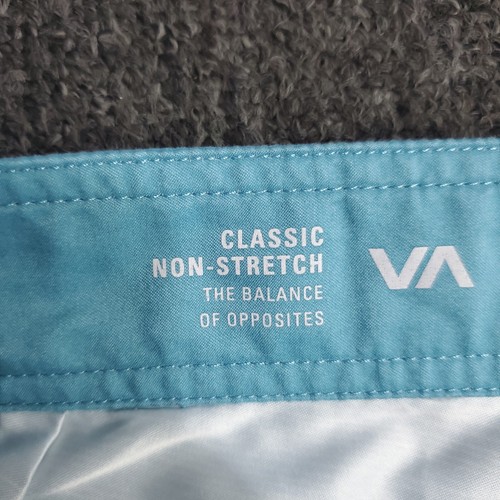 CLASSIC
NON-STRETCH
THE BALANCE
OF OPPOSITES
VA